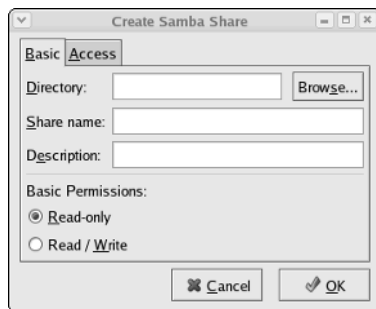 Create Samba Share
Basic Access
Directory: Browse...
Share name:
Description:
Basic Permissions:
Read-only
Read / Write
Cancel OK